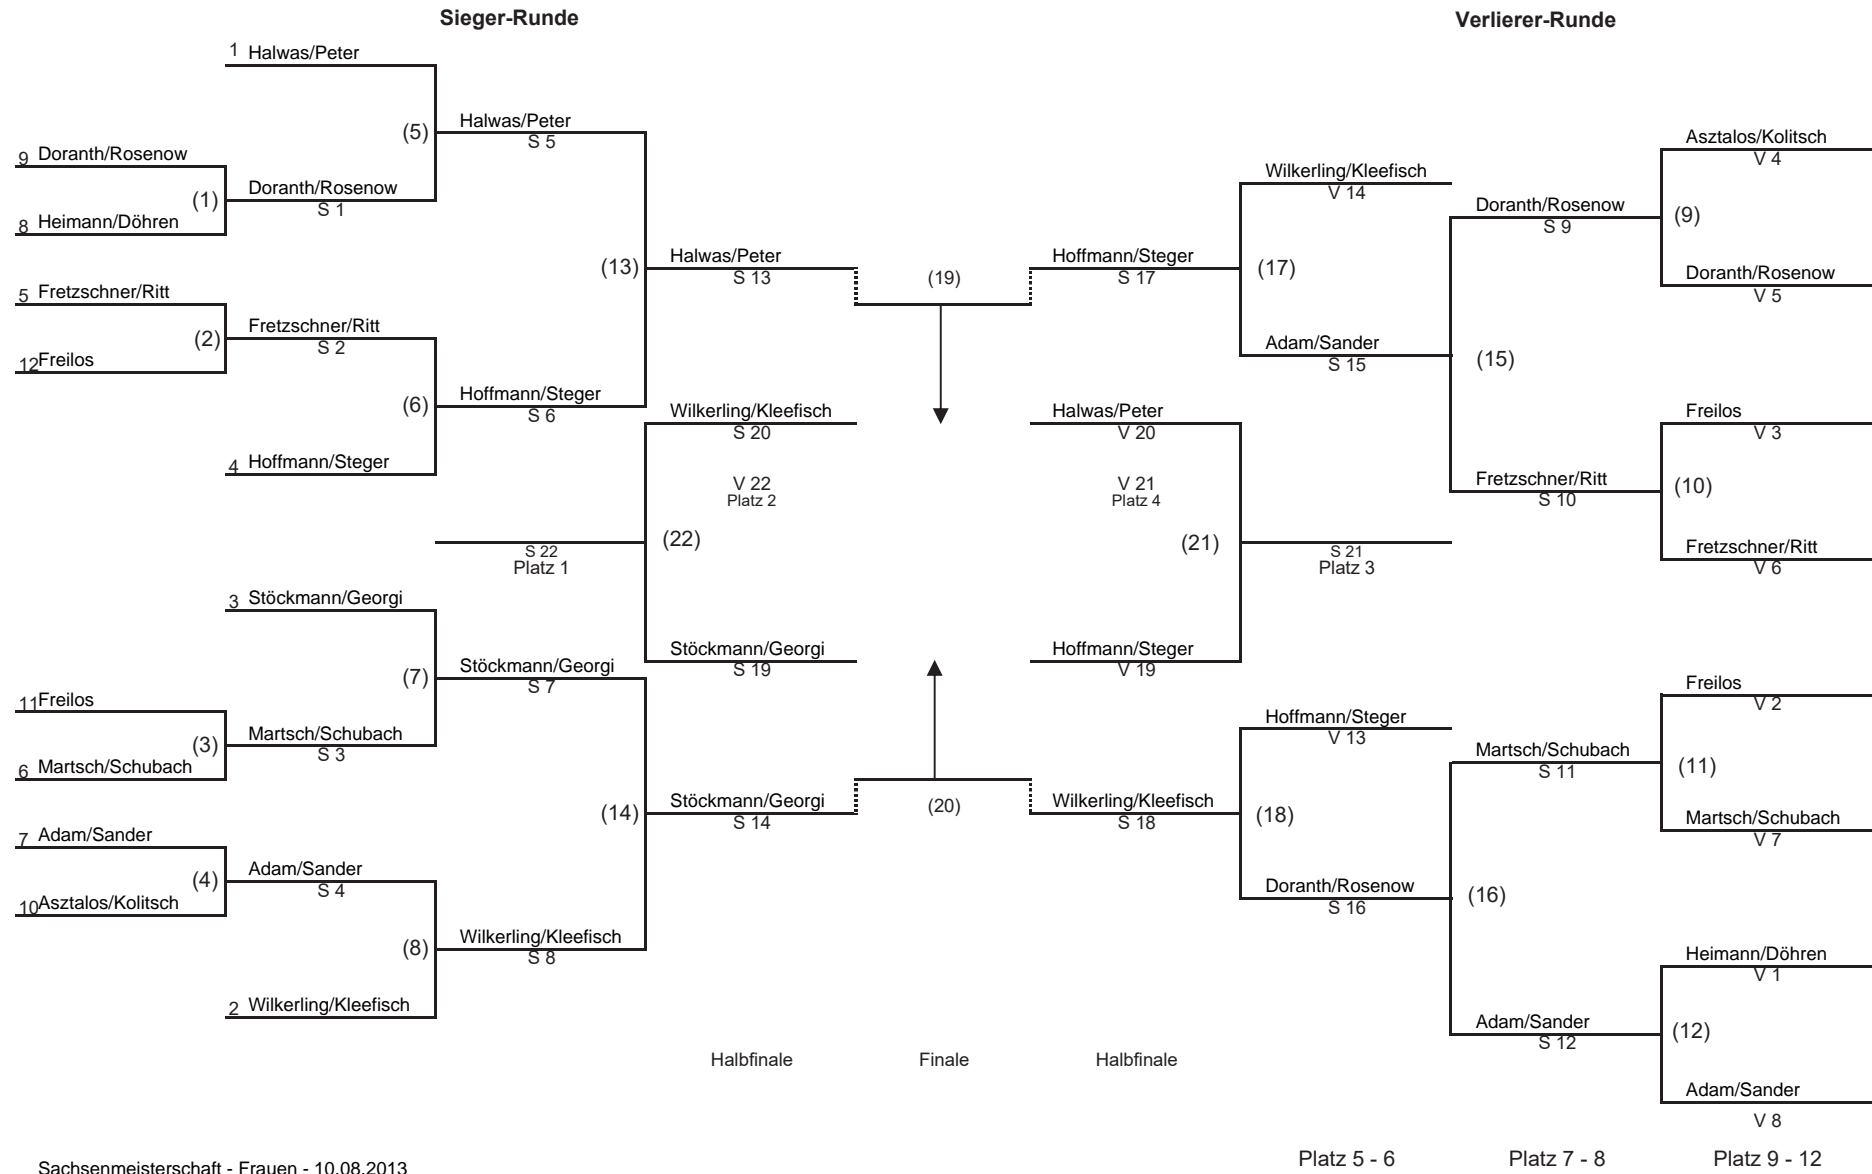 Sieger-Runde
Verlierer-Runde
1 Halwas/Peter
(5)
Halwas/Peter
S 5
9 Doranth/Rosenow
(1)
Doranth/Rosenow
S 1
8 Heimann/Döhren
5 Fretzschner/Ritt
(2)
Fretzschner/Ritt
S 2
12 Freilos
(6)
Hoffmann/Steger
S 6
4 Hoffmann/Steger
(13)
Halwas/Peter
S 13
(19)
Wilkerling/Kleefisch
S 20
V 22
Platz 2
(22)
S 22
Platz 1
Stöckmann/Georgi
S 19
3 Stöckmann/Georgi
(7)
Stöckmann/Georgi
S 7
11 Freilos
(3)
Martsch/Schubach
S 3
6 Martsch/Schubach
(14)
Stöckmann/Georgi
S 14
(20)
7 Adam/Sander
(4)
Adam/Sander
S 4
10 Asztalos/Kolitsch
(8)
Wilkerling/Kleefisch
S 8
2 Wilkerling/Kleefisch
Hoffmann/Steger
S 17
(17)
Wilkerling/Kleefisch
V 14
Adam/Sander
S 15
(15)
Doranth/Rosenow
S 9
(9)
Asztalos/Kolitsch
V 4
Doranth/Rosenow
V 5
Halwas/Peter
V 20
V 21
Platz 4
(21)
S 21
Platz 3
Hoffmann/Steger
V 19
Fretzschner/Ritt
S 10
(10)
Freilos
V 3
Fretzschner/Ritt
V 6
Hoffmann/Steger
V 13
(18)
Wilkerling/Kleefisch
S 18
Doranth/Rosenow
S 16
(16)
Martsch/Schubach
S 11
(11)
Freilos
V 2
Martsch/Schubach
V 7
Adam/Sander
S 12
(12)
Heimann/Döhren
V 1
Adam/Sander
V 8
Halbfinale
Finale
Halbfinale
Platz 5 - 6
Platz 7 - 8
Platz 9 - 12
Sachsenmeisterschaft - Frauen - 10.08.2013